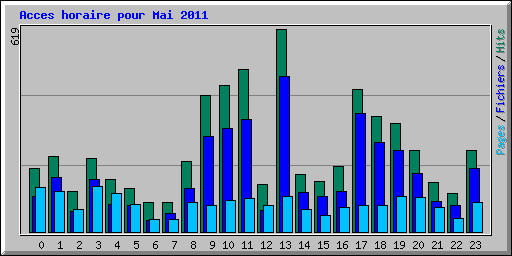 Acces horaire pour Mai 2011
619
Pages / Fichiers / Hits
0 1 2 3 4 5 6 7 8 9 10 11 12 13 14 15 16 17 18 19 20 21 22 23